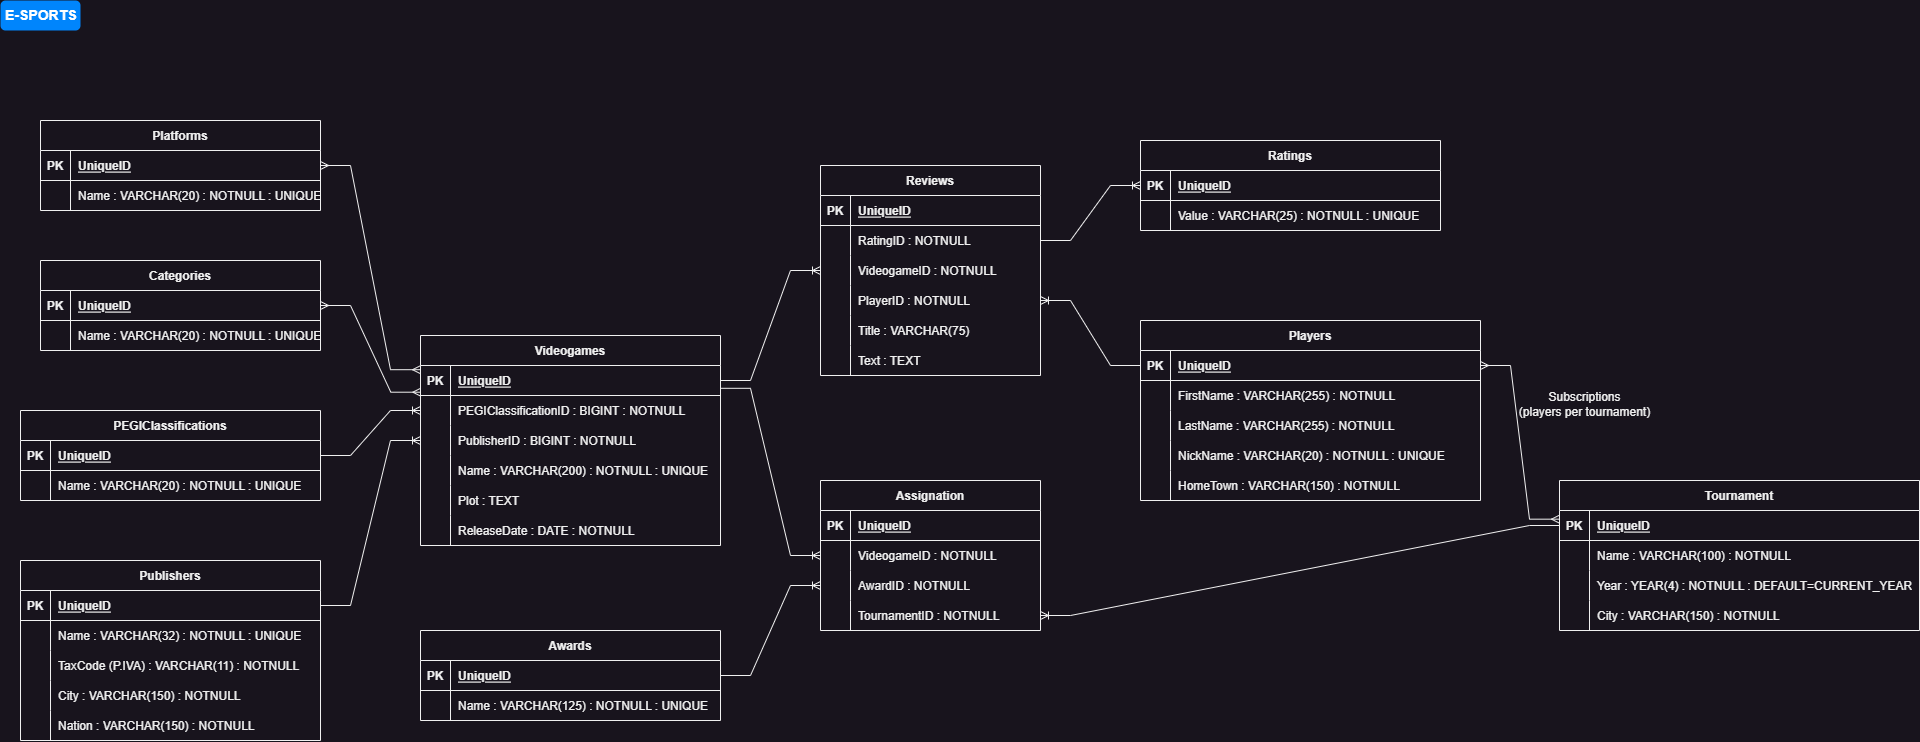 E-SPORTS
Platforms
PK UniqueID
Name : VARCHAR(20) : NOTNULL : UNIQUE
Categories
PK UniqueID
Name : VARCHAR(20) : NOTNULL : UNIQUE
PEGIClassifications
PK UniqueID
Name : VARCHAR(20) : NOTNULL : UNIQUE
Publishers
PK UniqueID
Name : VARCHAR(32) : NOTNULL : UNIQUE
TaxCode (P.IVA) : VARCHAR(11) : NOTNULL
City : VARCHAR(150) : NOTNULL
Nation : VARCHAR(150) : NOTNULL
Videogames
PK UniqueID
PEGIClassificationID : BIGINT : NOTNULL
PublisherID : BIGINT : NOTNULL
Name : VARCHAR(200) : NOTNULL : UNIQUE
Plot : TEXT
ReleaseDate : DATE : NOTNULL
Awards
PK UniqueID
Name : VARCHAR(125) : NOTNULL : UNIQUE
Reviews
PK UniqueID
RatingID : NOTNULL
VideogameID : NOTNULL
PlayerID : NOTNULL
Title : VARCHAR(75)
Text : TEXT
Assignation
PK UniqueID
VideogameID : NOTNULL
AwardID : NOTNULL
TournamentID : NOTNULL
Ratings
PK UniqueID
Value : VARCHAR(25) : NOTNULL : UNIQUE
Players
PK UniqueID
FirstName : VARCHAR(255) : NOTNULL
LastName : VARCHAR(255) : NOTNULL
NickName : VARCHAR(20) : NOTNULL : UNIQUE
HomeTown : VARCHAR(150) : NOTNULL
Subscriptions
(players per tournament)
Tournament
PK UniqueID
Name : VARCHAR(100) : NOTNULL
Year : YEAR(4) : NOTNULL : DEFAULT=CURRENT_YEAR
City : VARCHAR(150) : NOTNULL